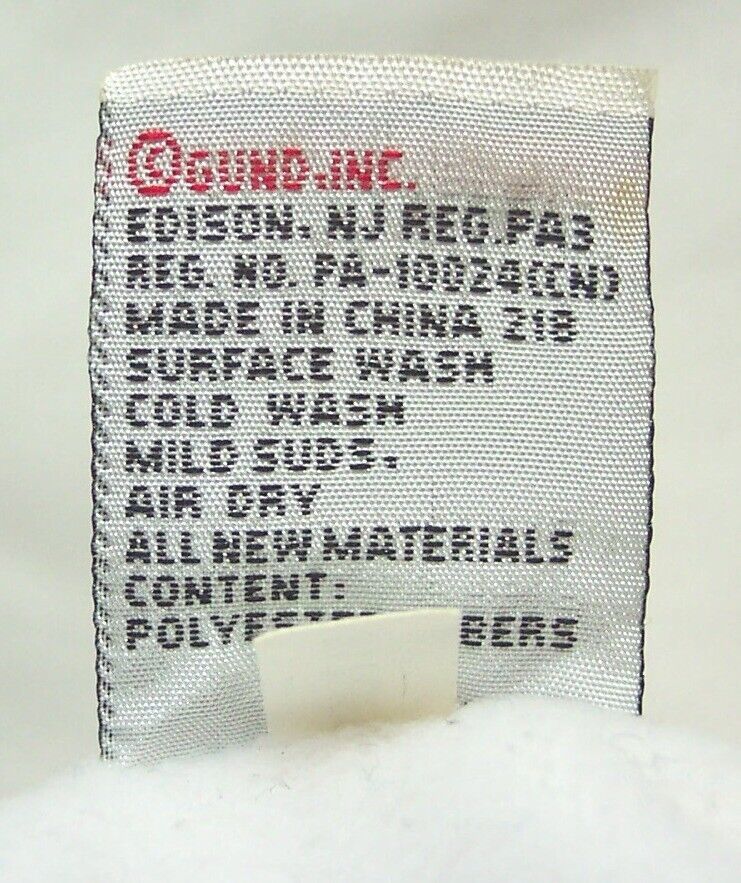 ©GUND.INC.
EDISON. NJ REG.PA3
REG. NO. PA-10024(CN)
MADE IN CHINA 218
SURFACE WASH
COLD WASH
MILD SUDS.
AIR DRY
ALL NEW MATERIALS
CONTENT: